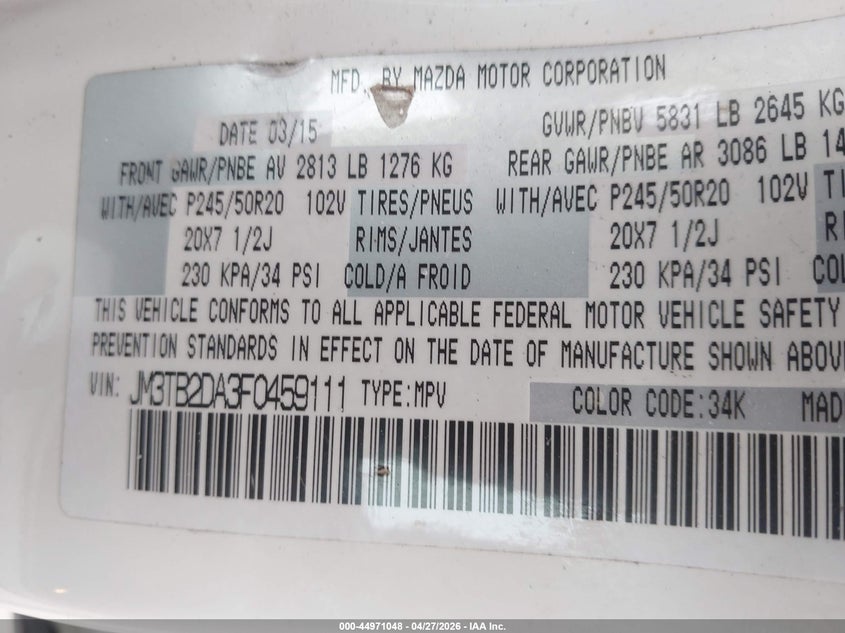 MFD. BY MAZDA MOTOR CORPORATION
DATE 03/15 GVWR/PNBV 5831 LB 2645 KG
FRONT GAWR/PNBE AV 2813 LB 1276 KG REAR GAWR/PNBE AR 3086 LB
WITH/AVEC P245/50R20 102V TIRES/PNEUS WITH/AVEC P245/50R20 102V
20X7 1/2J RIMS/JANTES 20X7 1/2J
230 KPA/34 PSI COLD/A FROID 230 KPA/34 PSI
THIS VEHICLE CONFORMS TO ALL APPLICABLE FEDERAL MOTOR VEHICLE SAFETY
PREVENTION STANDARDS IN EFFECT ON THE DATE OF MANUFACTURE SHOWN
VIN: JM3TB2DA3F0459111 TYPE:MPV COLOR CODE:34K
000-44971048 - 04/27/2026 - IAA Inc.